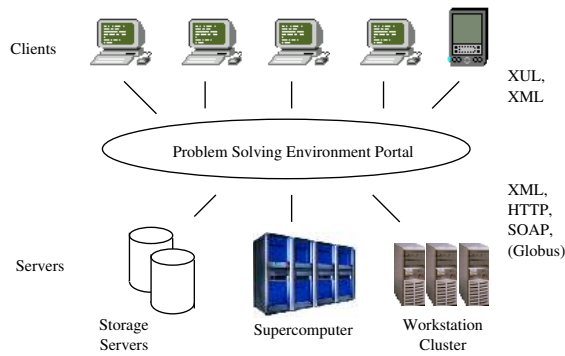 Clients
XUL,
XML
Problem Solving Environment Portal
XML,
HTTP,
SOAP,
(Globus)
Servers
Storage
Servers
Supercomputer
Workstation
Cluster